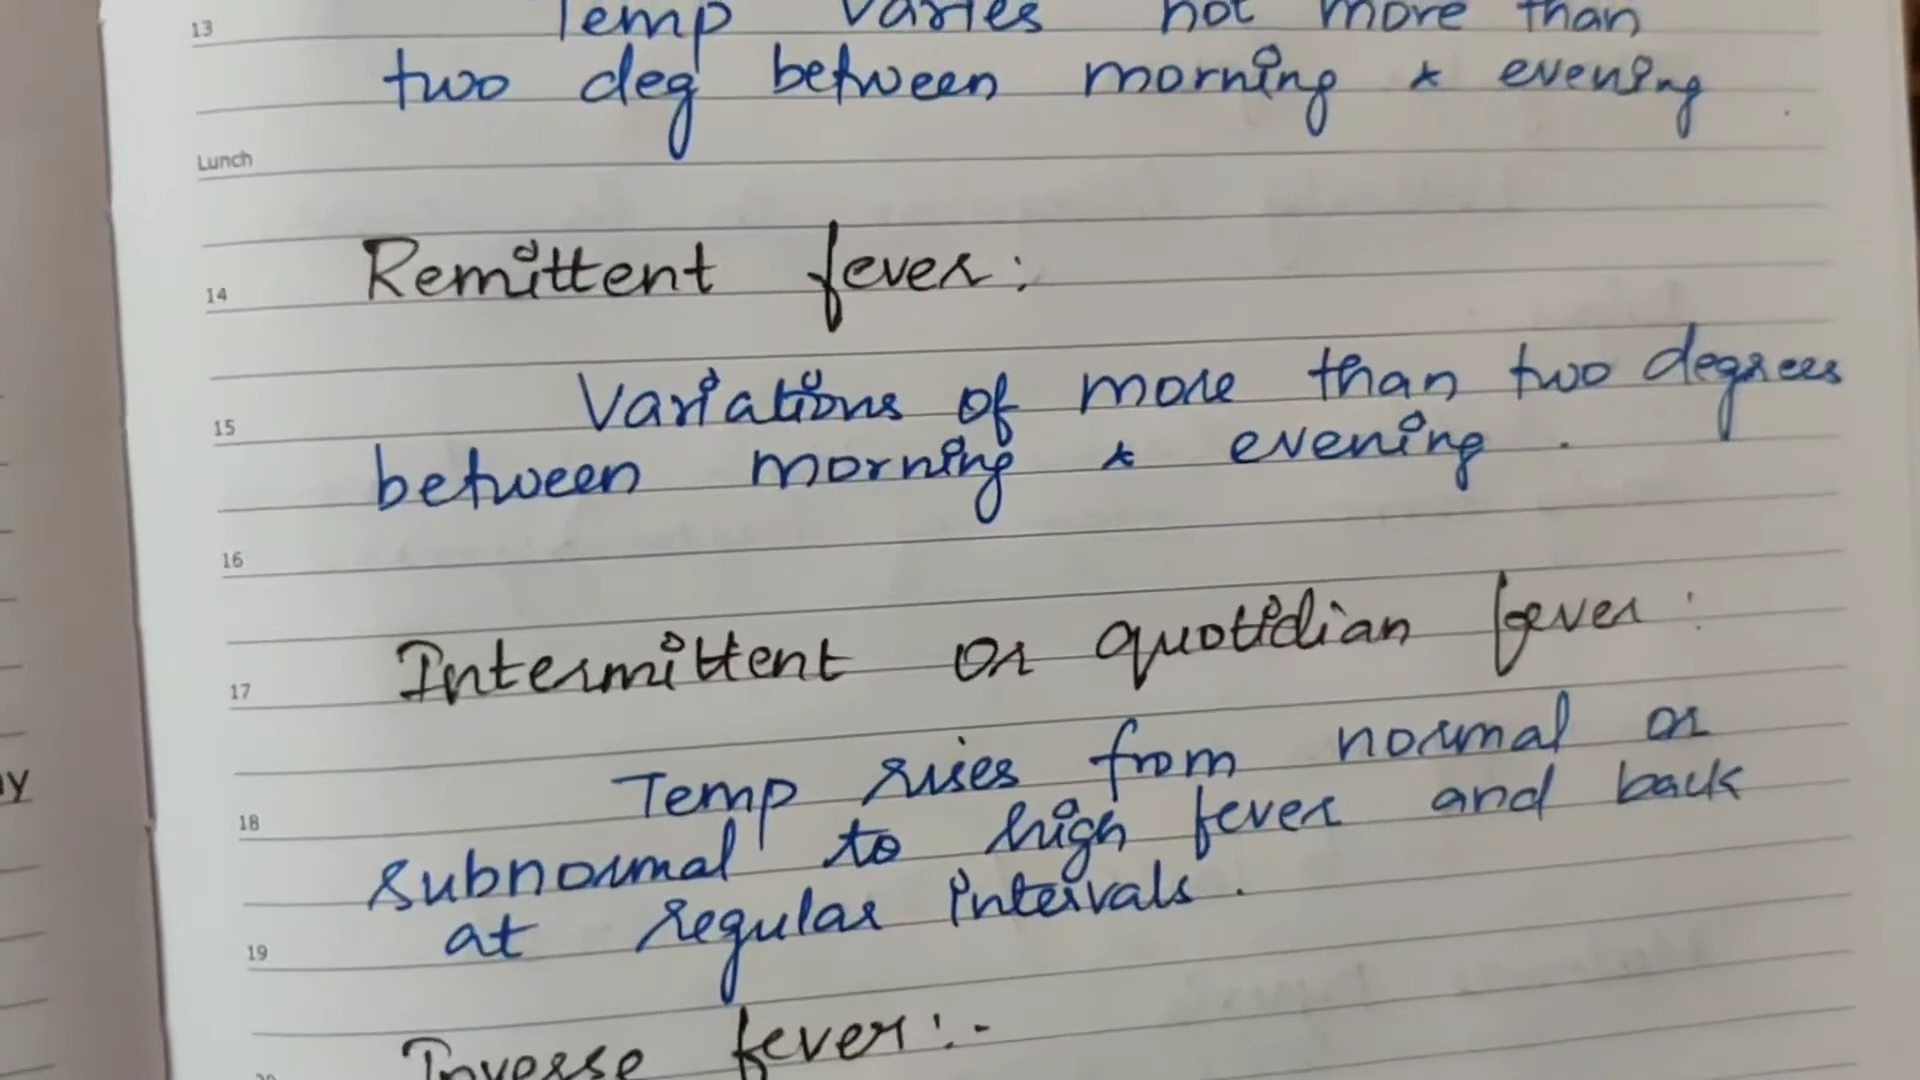 13 Temp varies not more than
two deg between morning & evening
Lunch
14 Remittent fever:
15 Variations of more than two degrees
between morning & evening.
16
17 Intermittent or quotidian fever:
18 Temp rises from normal or
subnormal to high fever and back
19 at regular intervals.
Inverse fever:-